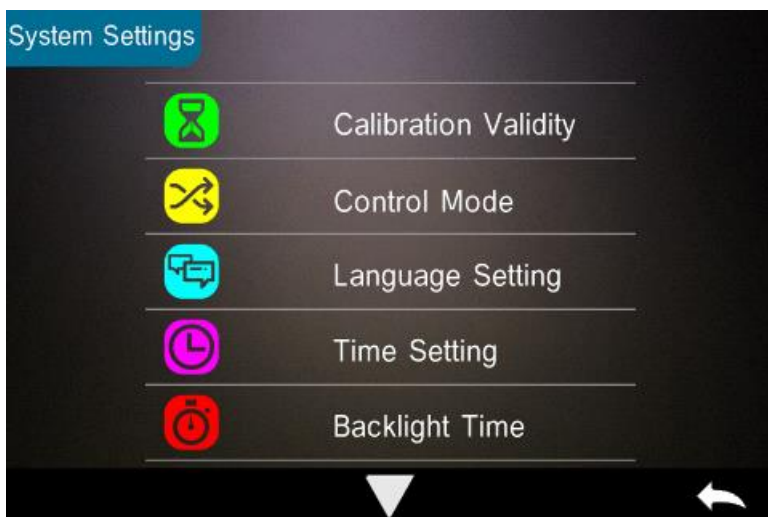 System Settings
Calibration Validity
Control Mode
Language Setting
Time Setting
Backlight Time